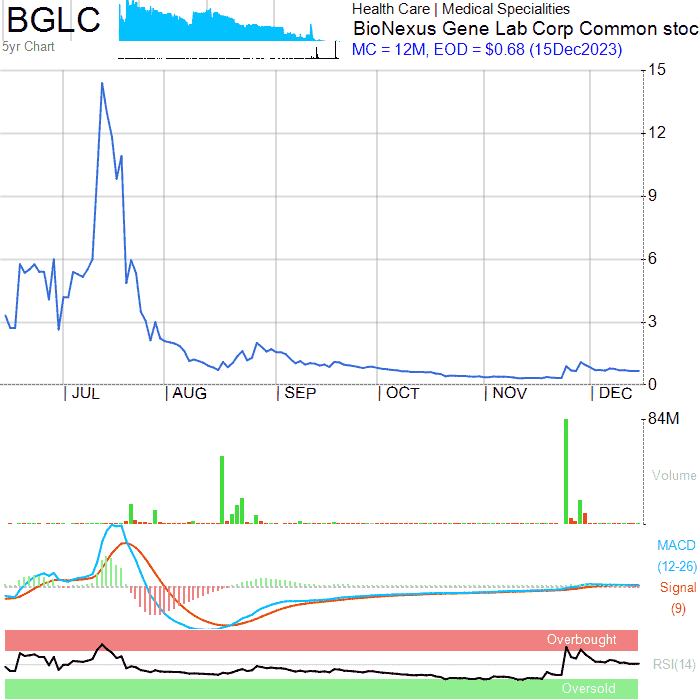 BGLC
5yr Chart
Health Care | Medical Specialities
BioNexus Gene Lab Corp Common stoc
MC = 12M, EOD = $0.68 (15Dec2023)
15
12
9
6
3
0
JUL
AUG
SEP
OCT
NOV
DEC
84M
Volume
MACD
(12-26)
Signal
(9)
Overbought
RSI(14)
Oversold